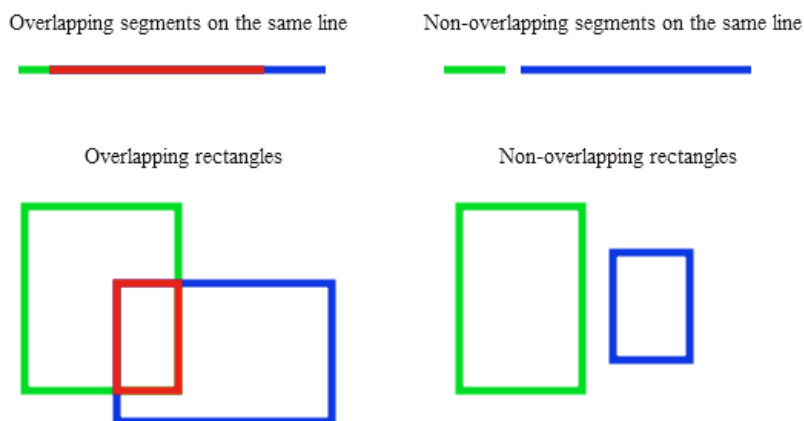 Overlapping segments on the same line
Non-overlapping segments on the same line
Overlapping rectangles
Non-overlapping rectangles